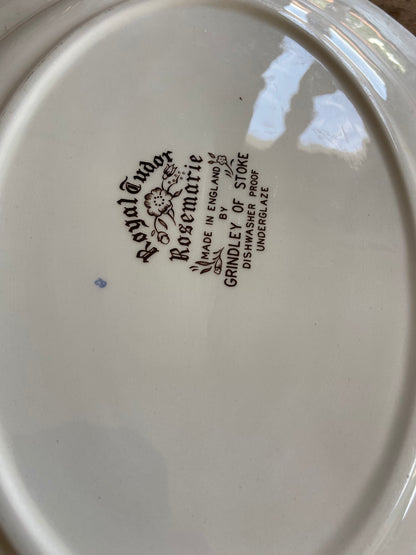 Royal Tudor
Rosemarie
MADE IN ENGLAND
BY
GRINDLEY OF STOKE
DISHWASHER PROOF
UNDERGLAZE